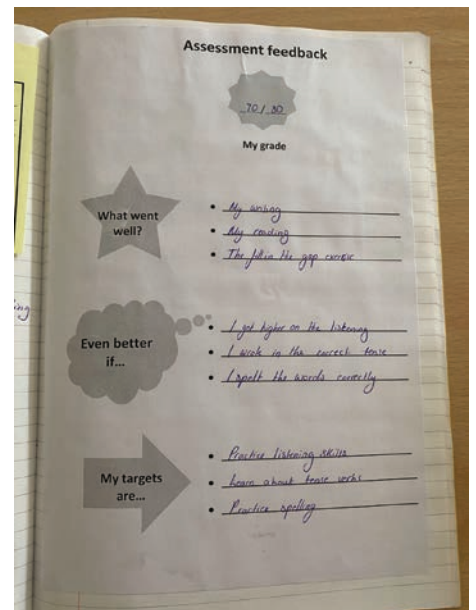 Assessment feedback
70 / 80
My grade
What went
well?
• My writing
• My reading
• The fill in the gap exercise
Even better
if...
• I got higher on the listening
• I wrote in the correct tense
• I spelt the words correctly
My targets
are...
• Practice listening skills
• Learn about tense verbs
• Practice spelling
ing